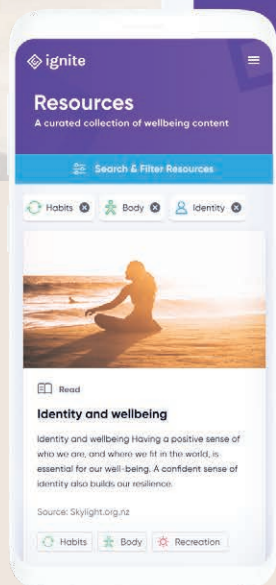 ignite
Resources
A curated collection of wellbeing content
Search & Filter Resources
Habits Body Identity
Read
Identity and wellbeing
Identity and wellbeing Having a positive sense of
who we are, and where we fit in the world, is
essential for our well-being. A confident sense of
identity also builds our resilience.
Source: Skylight.org.nz
Habits Body Recreation